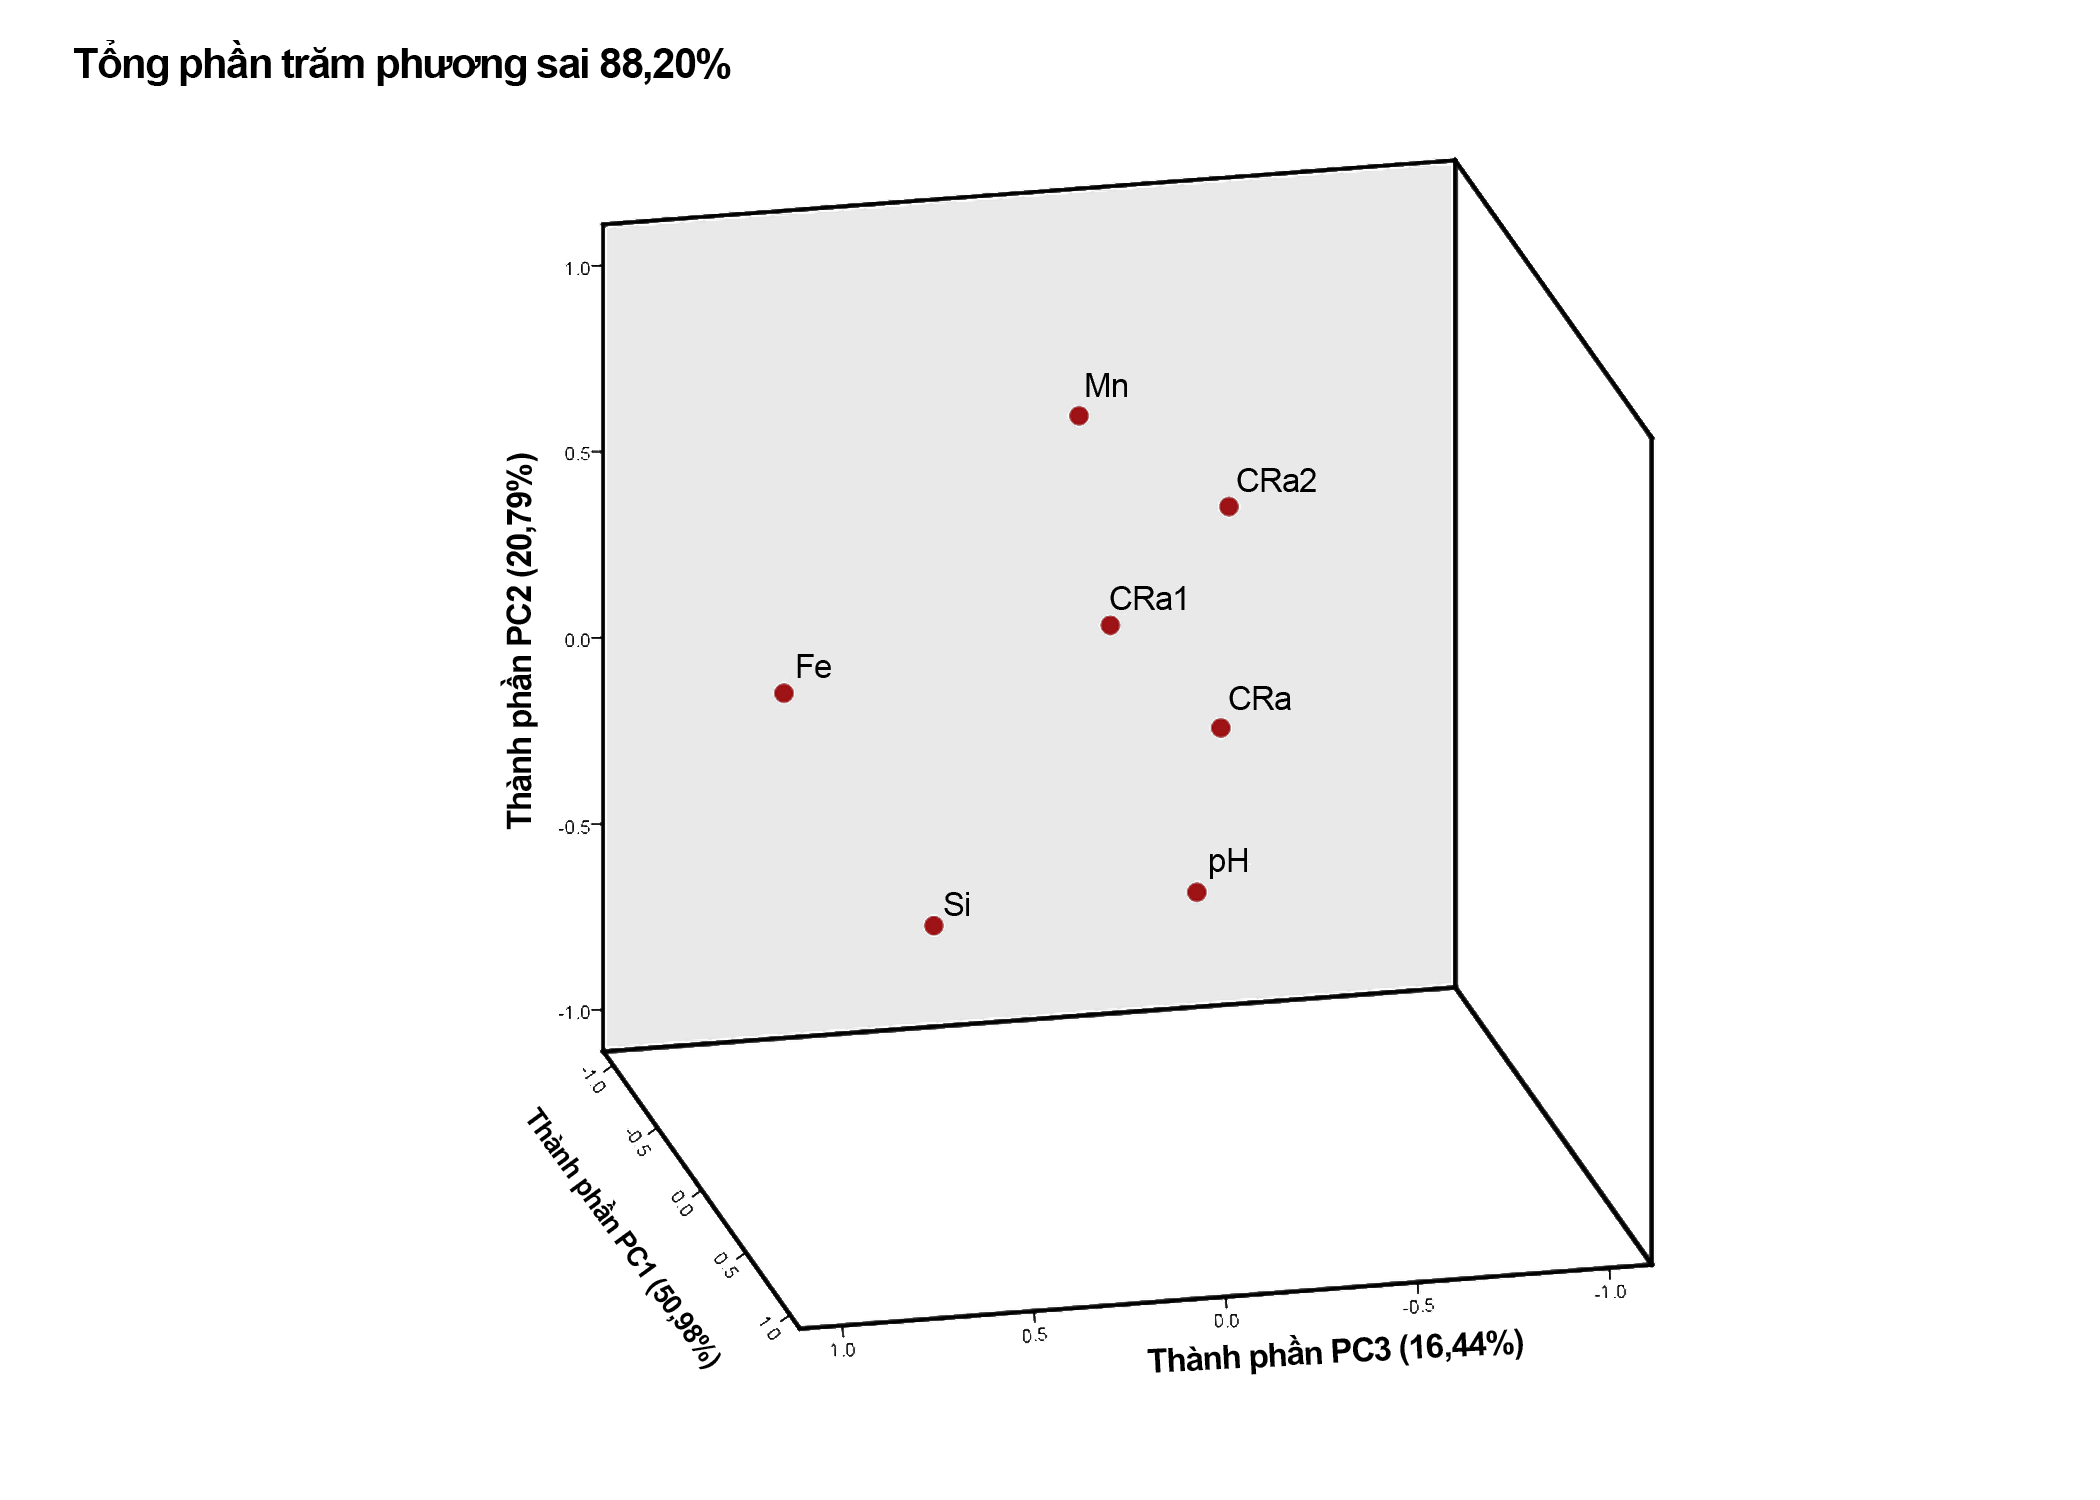 Tổng phần trăm phương sai 88,20%
1.0
0.5
0.0
-0.5
-1.0
Thành phần PC2 (20,79%)
Mn
CRa2
CRa1
Fe
CRa
pH
Si
-1.0
-0.5
0.0
0.5
1.0
Thành phần PC1 (50,98%)
1.0
0.5
0.0
-0.5
-1.0
Thành phần PC3 (16,44%)